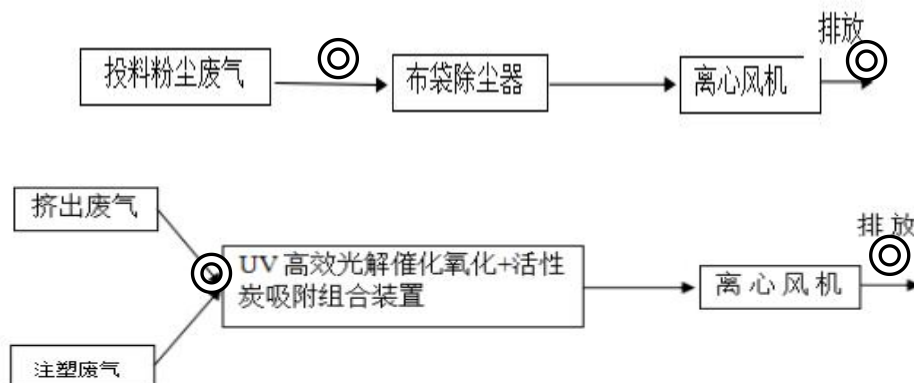 排放
投料粉尘废气
布袋除尘器
离心风机
挤出废气
排放
UV 高效光解催化氧化+活性
炭吸附组合装置
离心风机
注塑废气